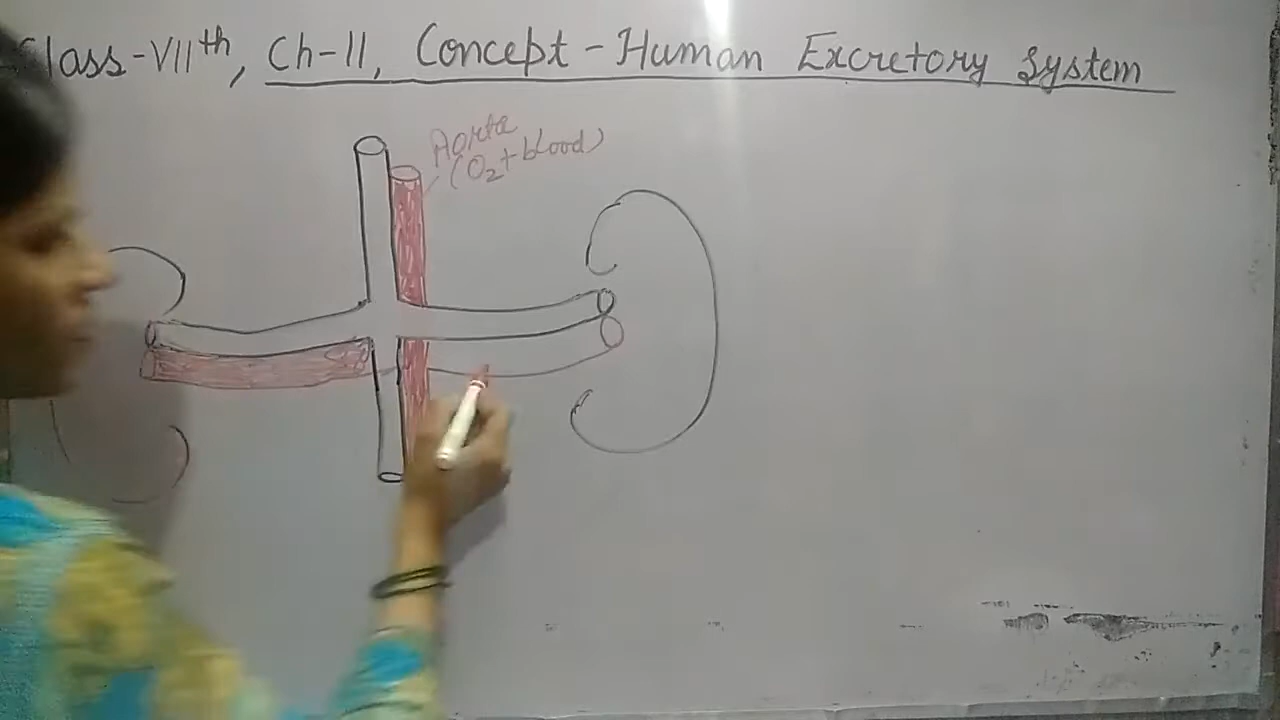 Class-VIIth, Ch-11, Concept - Human Excretory System
Aorta
(O2+blood)